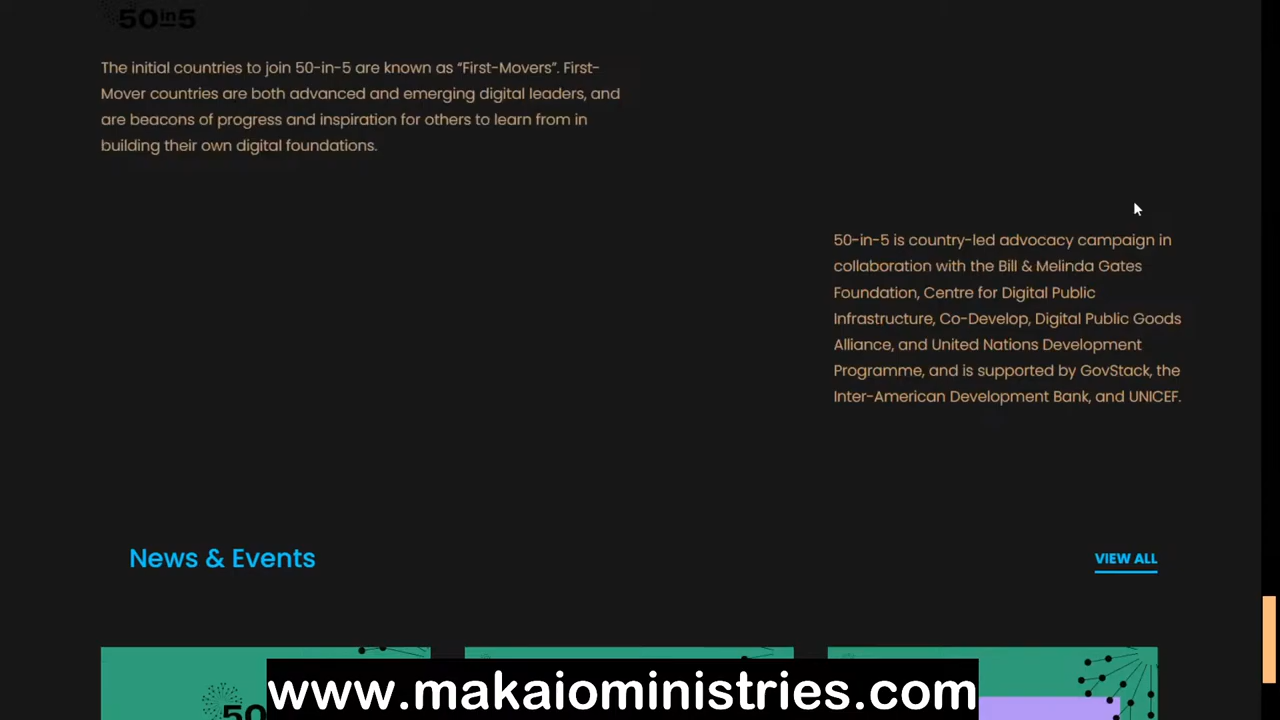 50in5
The initial countries to join 50-in-5 are known as “First-Movers”. First-
Mover countries are both advanced and emerging digital leaders, and
are beacons of progress and inspiration for others to learn from in
building their own digital foundations.
50-in-5 is country-led advocacy campaign in
collaboration with the Bill & Melinda Gates
Foundation, Centre for Digital Public
Infrastructure, Co-Develop, Digital Public Goods
Alliance, and United Nations Development
Programme, and is supported by GovStack, the
Inter-American Development Bank, and UNICEF.
News & Events
VIEW ALL
50
www.makaiominis­tries.com